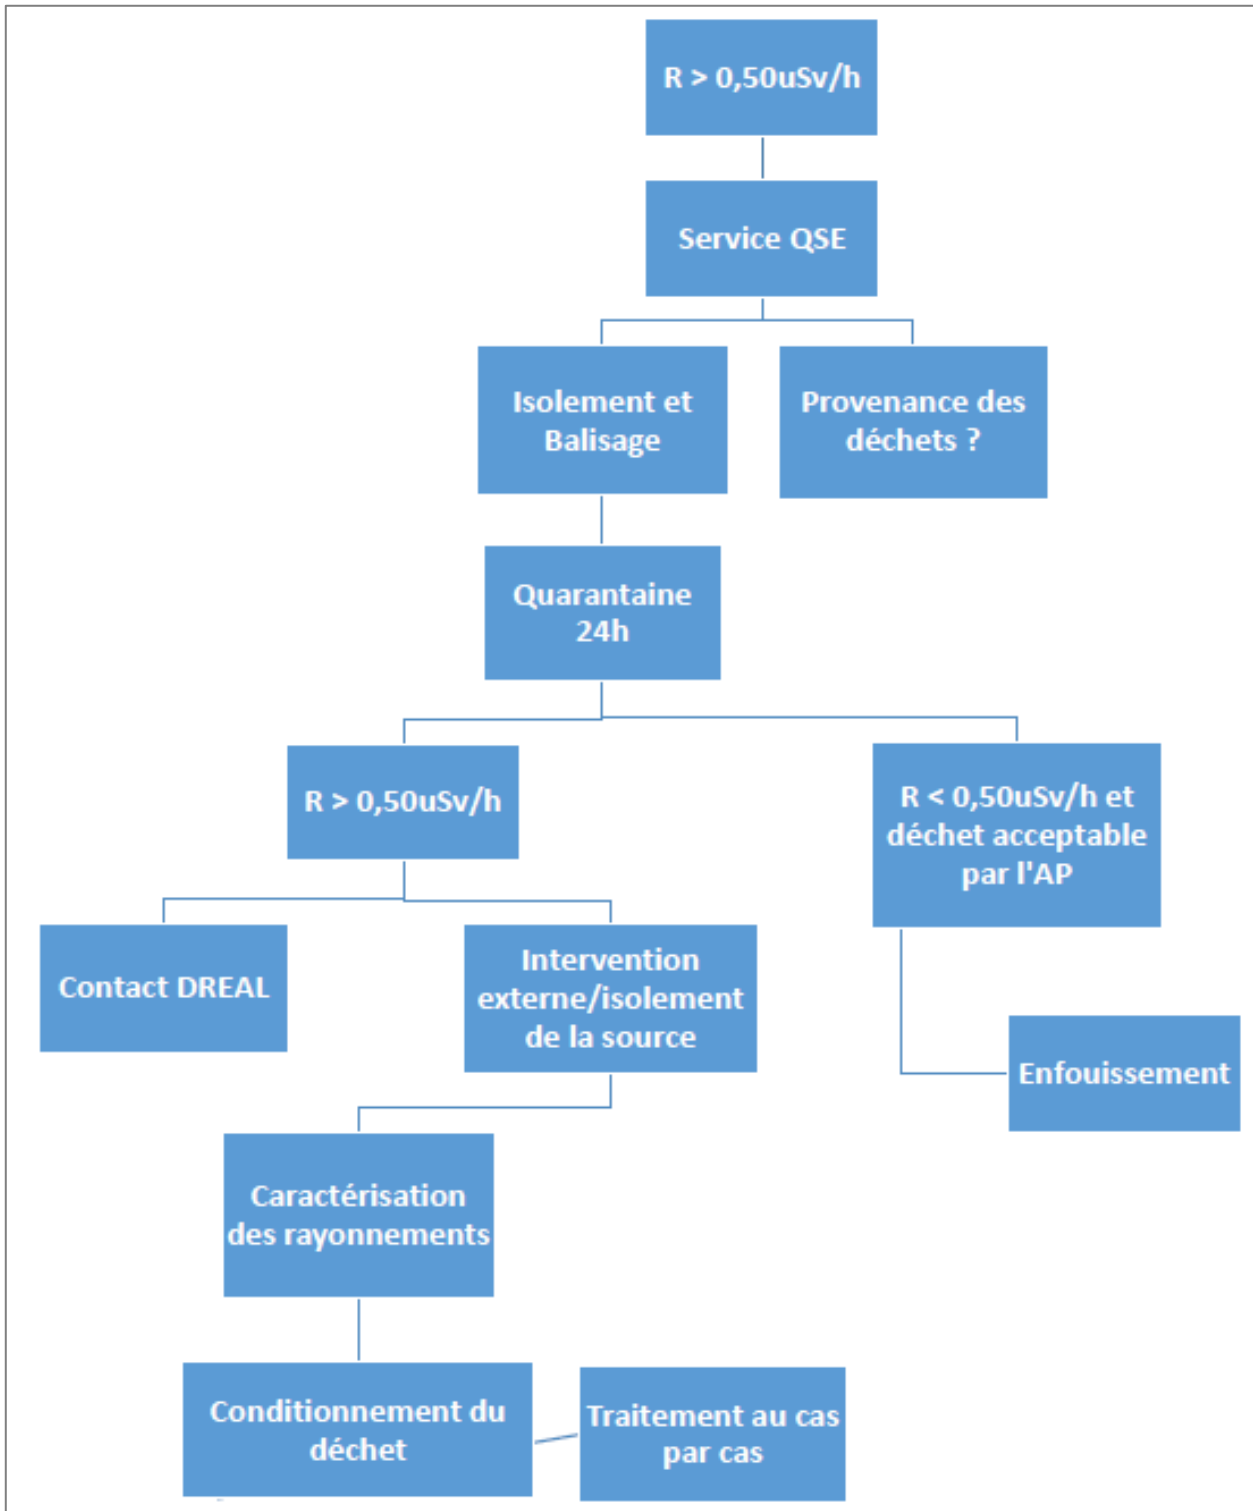 R > 0,50uSv/h
Service QSE
Isolement et
Balisage
Provenance des
déchets ?
Quarantaine
24h
R > 0,50uSv/h
R < 0,50uSv/h et
déchet acceptable
par l'AP
Contact DREAL
Intervention
externe/isolement
de la source
Enfouissement
Caractérisation
des rayonnements
Conditionnement du
déchet
Traitement au cas
par cas